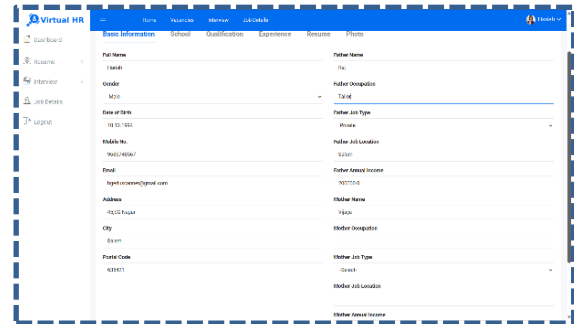 Virtual HR
Home Vacancies Interview Job Details
Harish
Dashboard
Resume
Interview
Job Details
Logout
Basic Information School Qualification Experience Resume Photo
Full Name
Harish
Gender
Male
Date of Birth
Mobile No.
Email
Address
City
Salem
Postal Code
Father Name
Raj
Father Occupation
Tailor
Father Job Type
Private
Father Job Location
Salem
Father Annual Income
Mother Name
Mother Occupation
Mother Job Type
-Select-
Mother Job Location
Mother Annual Income